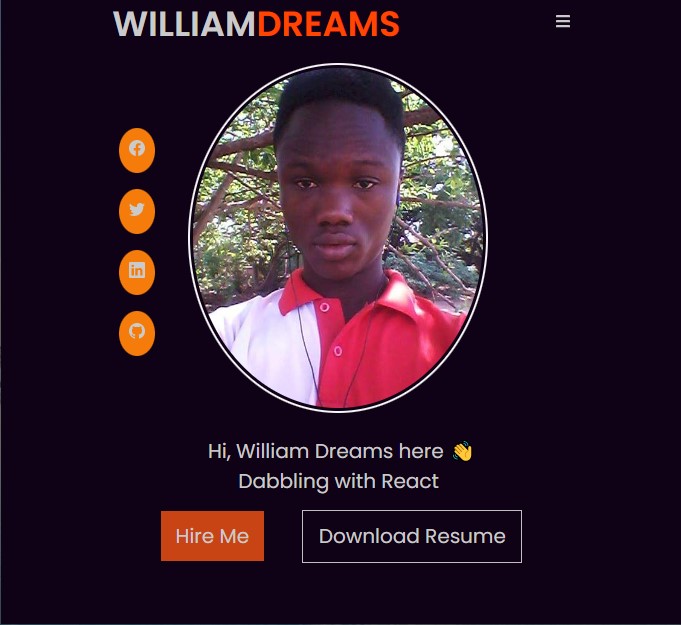 WILLIAMDREAMS
Hi, William Dreams here 👋
Dabbling with React
Hire Me
Download Resume